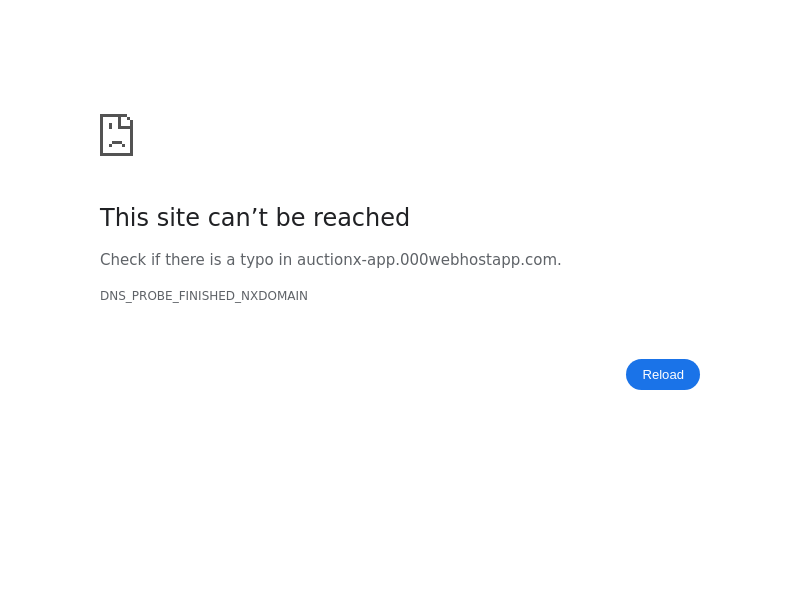 This site can’t be reached
Check if there is a typo in auctionx-app.000webhostapp.com.
DNS_PROBE_FINISHED_NXDOMAIN
Reload